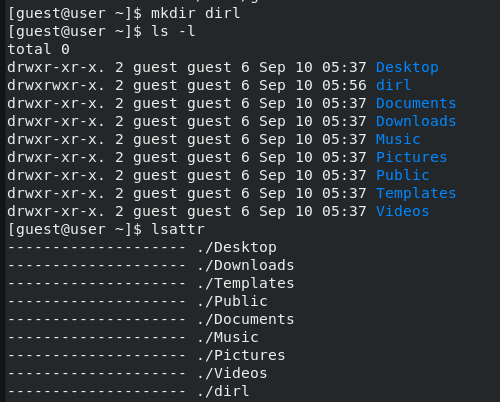 [guest@user ~]$ mkdir dirl
[guest@user ~]$ ls -l
total 0
drwxr-xr-x. 2 guest guest 6 Sep 10 05:37 Desktop
drwxrwxr-x. 2 guest guest 6 Sep 10 05:56 dirl
drwxr-xr-x. 2 guest guest 6 Sep 10 05:37 Documents
drwxr-xr-x. 2 guest guest 6 Sep 10 05:37 Downloads
drwxr-xr-x. 2 guest guest 6 Sep 10 05:37 Music
drwxr-xr-x. 2 guest guest 6 Sep 10 05:37 Pictures
drwxr-xr-x. 2 guest guest 6 Sep 10 05:37 Public
drwxr-xr-x. 2 guest guest 6 Sep 10 05:37 Templates
drwxr-xr-x. 2 guest guest 6 Sep 10 05:37 Videos
[guest@user ~]$ lsattr
-------------------- ./Desktop
-------------------- ./Downloads
-------------------- ./Templates
-------------------- ./Public
-------------------- ./Documents
-------------------- ./Music
-------------------- ./Pictures
-------------------- ./Videos
-------------------- ./dirl